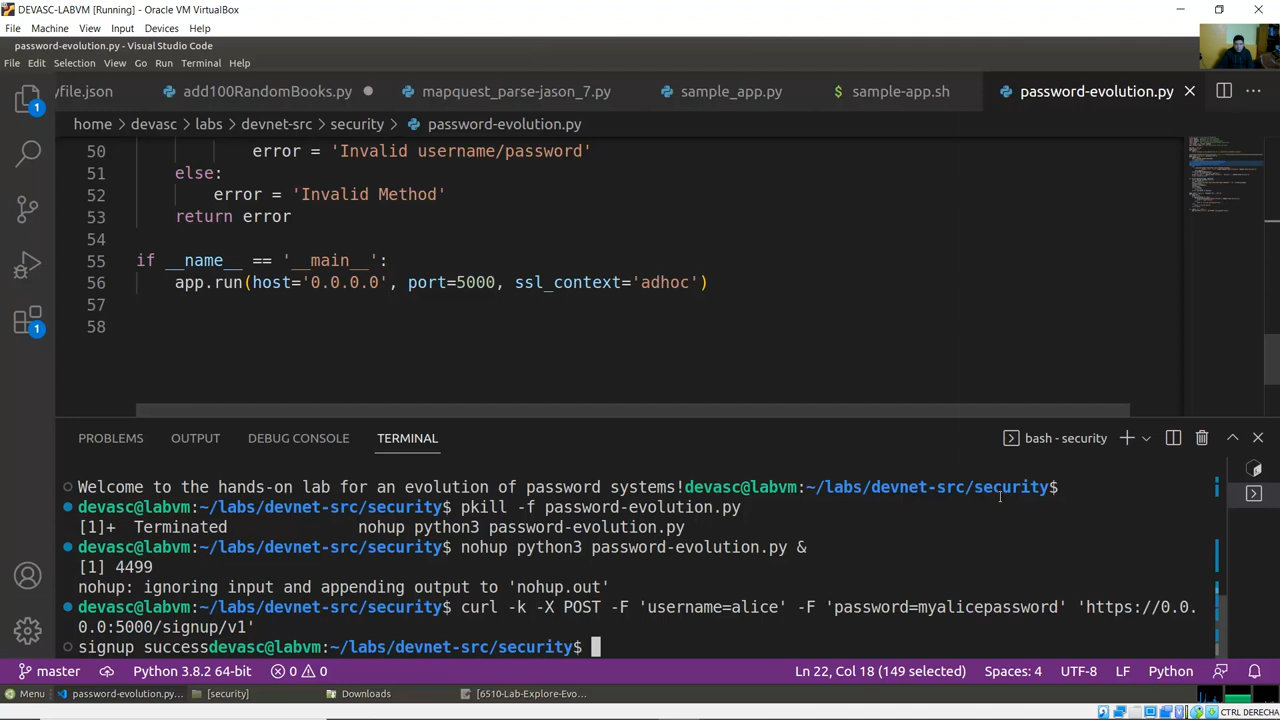 DEVASC-LABVM [Running] - Oracle VM VirtualBox
File Machine View Input Devices Help
password-evolution.py - Visual Studio Code
File Edit Selection View Go Run Terminal Help
yfile.json add100RandomBooks.py mapquest_parse-jason_7.py sample_app.py sample-app.sh password-evolution.py
home > devasc > labs > devnet-src > security > password-evolution.py
50 error = 'Invalid username/password'
51 else:
52 error = 'Invalid Method'
53 return error
54
55 if __name__ == '__main__':
56 app.run(host='0.0.0.0', port=5000, ssl_context='adhoc')
57
58
1
1
PROBLEMS OUTPUT DEBUG CONSOLE TERMINAL bash - security
Welcome to the hands-on lab for an evolution of password systems!devasc@labvm:~/labs/devnet-src/security$
devasc@labvm:~/labs/devnet-src/security$ pkill -f password-evolution.py
[1]+ Terminated nohup python3 password-evolution.py
devasc@labvm:~/labs/devnet-src/security$ nohup python3 password-evolution.py &
[1] 4499
nohup: ignoring input and appending output to 'nohup.out'
devasc@labvm:~/labs/devnet-src/security$ curl -k -X POST -F 'username=alice' -F 'password=myalicepassword' 'https://0.0.
0.0:5000/signup/v1'
signup successdevasc@labvm:~/labs/devnet-src/security$
master Python 3.8.2 64-bit 0 0 Ln 22, Col 18 (149 selected) Spaces: 4 UTF-8 LF Python
Menu password-evolution.py... [security] Downloads [6510-Lab-Explore-Evo...
CTRL DERECHA